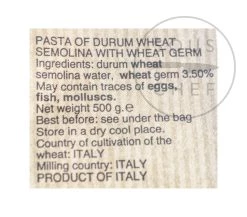 PASTA OF DURUM WHEAT
SEMOLINA WITH WHEAT GERM
Ingredients: durum wheat
semolina water, wheat germ 3.50%
May contain traces of eggs,
fish, molluscs.
Net weight 500 g. e
Best before: see under the bag
Store in a dry cool place.
Country of cultivation of the
wheat: ITALY
Milling country: ITALY
PRODUCT OF ITALY